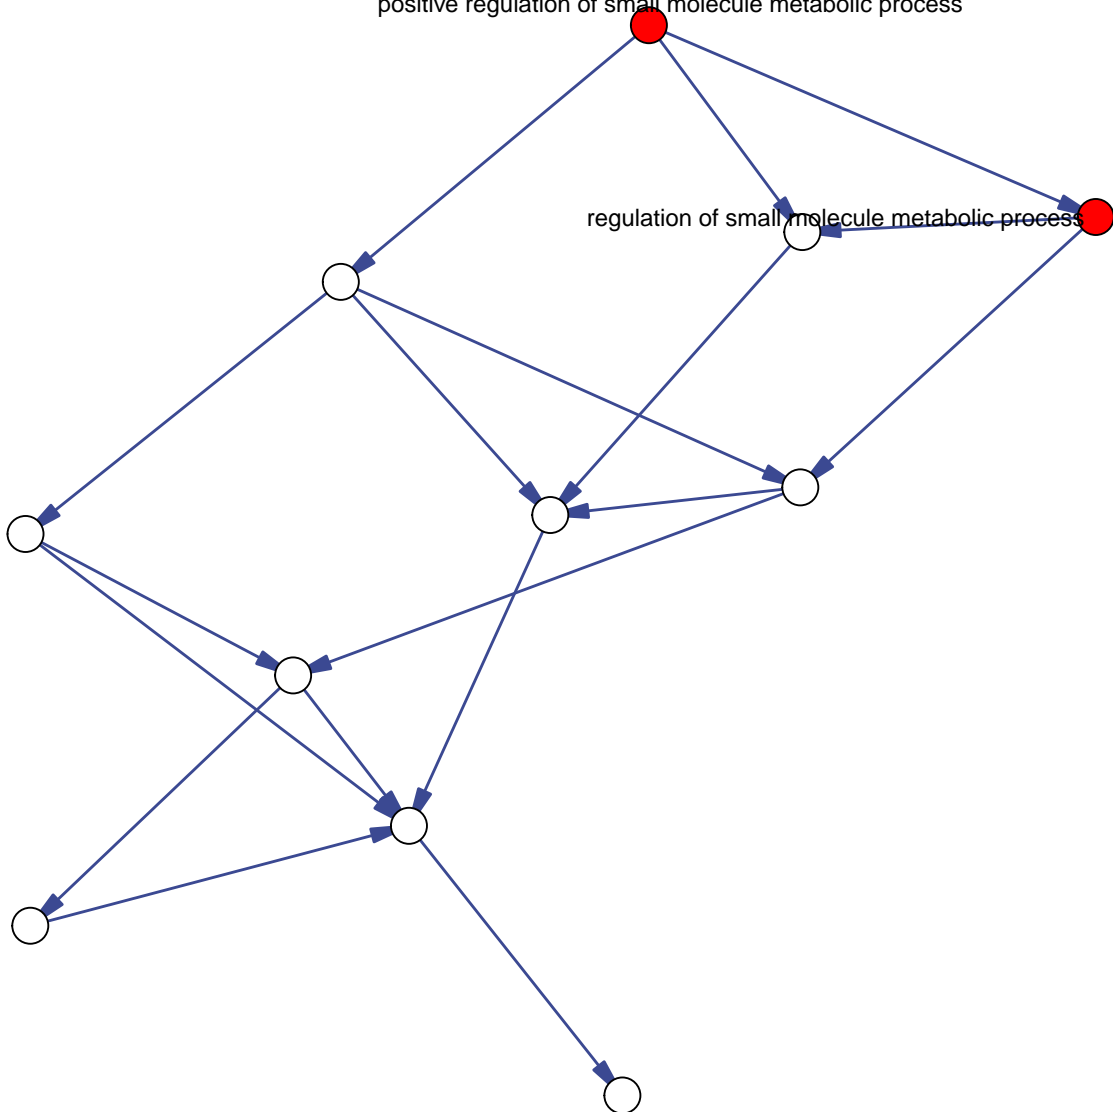 positive regulation of small molecule metabolic process
regulation of small molecule metabolic process